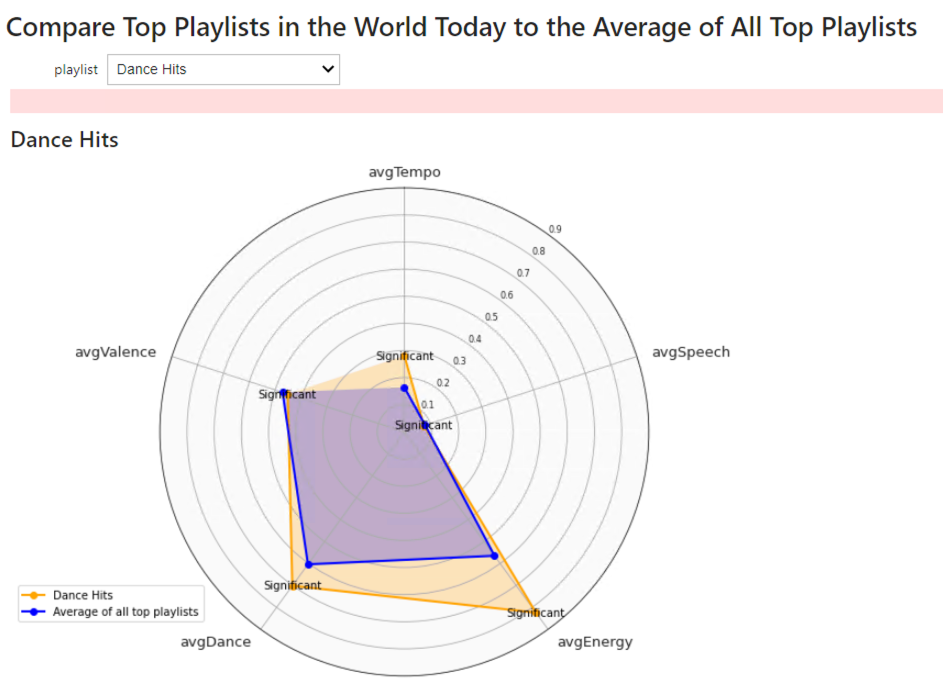 Compare Top Playlists in the World Today to the Average of All Top Playlists
playlist Dance Hits
Dance Hits
avgTempo
0.9
0.8
0.7
0.6
0.5
0.4
0.3
0.2
0.1
avgValence
avgSpeech
Significant
Significant
Significant
Significant
Significant
Dance Hits
Average of all top playlists
avgDance
avgEnergy